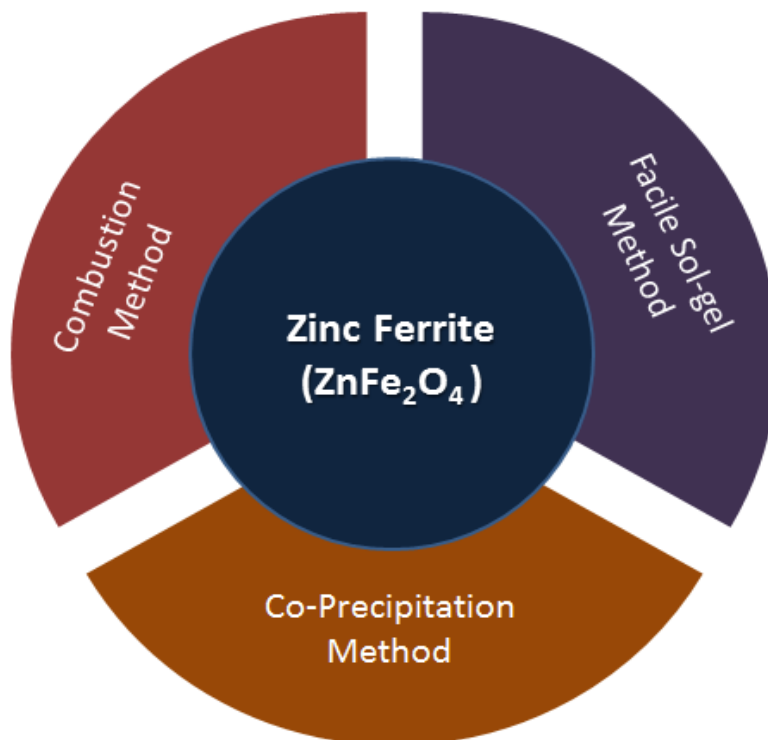 Combustion
Method
Facile Sol-gel
Method
Zinc Ferrite
(ZnFe₂O₄)
Co-Precipitation
Method